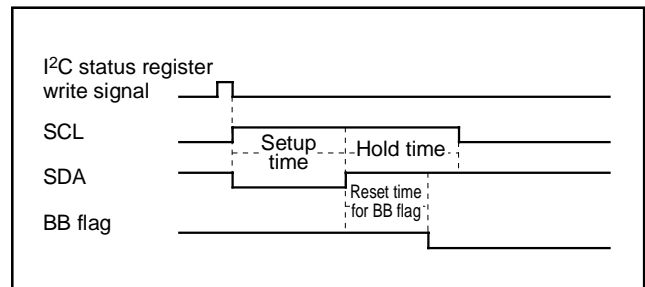 I²C status register
write signal
SCL
Setup
time
Hold time
SDA
Reset time
for BB flag
BB flag